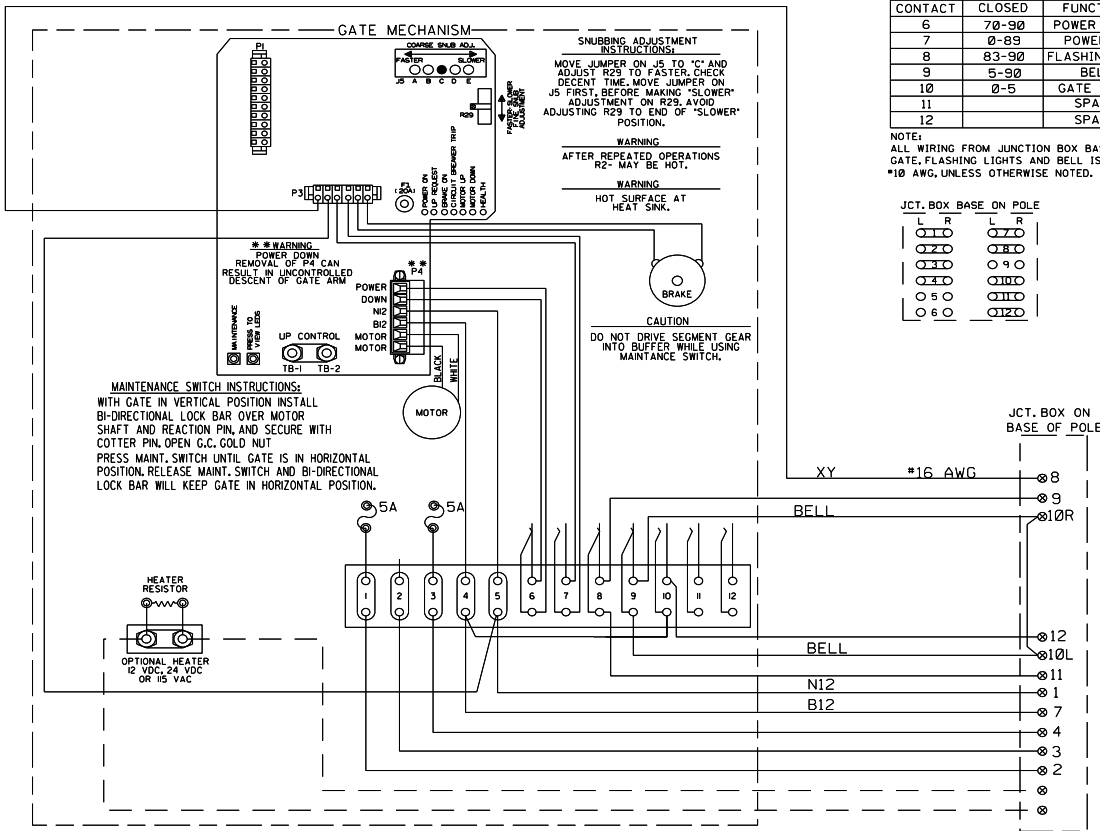 GATE MECHANISM
P1
COARSE SNUB ADJ.
FASTER SLOWER
J5 A B C D E
R29
FASTER-SLOWER
FINE SNUB
ADJUSTMENT
SNUBBING ADJUSTMENT
INSTRUCTIONS:
MOVE JUMPER ON J5 TO "C" AND
ADJUST R29 TO FASTER. CHECK
DECENT TIME. MOVE JUMPER ON
J5 FIRST, BEFORE MAKING "SLOWER"
ADJUSTMENT ON R29. AVOID
ADJUSTING R29 TO END OF "SLOWER"
POSITION.
WARNING
AFTER REPEATED OPERATIONS
R2- MAY BE HOT.
WARNING
HOT SURFACE AT
HEAT SINK.
CONTACT CLOSED FUNCT
6 70-90 POWER
7 0-89 POWE
8 83-90 FLASHIN
9 5-90 BEL
10 0-5 GATE
11 SPA
12 SPA
NOTE:
ALL WIRING FROM JUNCTION BOX BA
GATE, FLASHING LIGHTS AND BELL IS
#10 AWG, UNLESS OTHERWISE NOTED.
P3
(20A)
POWER ON
UP REQUEST
BRAKE ON
CIRCUIT BREAKER TRIP
MOTOR UP
MOTOR DOWN
HEALTH
JCT. BOX BASE ON POLE
L R L R
1 7
2 8
3 9
4 10
5 11
6 12
* * WARNING
POWER DOWN
REMOVAL OF P4 CAN
RESULT IN UNCONTROLLED
DESCENT OF GATE ARM
* *
P4
POWER
DOWN
N12
B12
MOTOR
MOTOR
BRAKE
CAUTION
DO NOT DRIVE SEGMENT GEAR
INTO BUFFER WHILE USING
MAINTANCE SWITCH.
MAINTENANCE
PRESS TO
VIEW LEDS
UP CONTROL
TB-1 TB-2
BLACK
WHITE
MOTOR
MAINTENANCE SWITCH INSTRUCTIONS:
WITH GATE IN VERTICAL POSITION INSTALL
BI-DIRECTIONAL LOCK BAR OVER MOTOR
SHAFT AND REACTION PIN, AND SECURE WITH
COTTER PIN. OPEN G.C. GOLD NUT
PRESS MAINT. SWITCH UNTIL GATE IS IN HORIZONTAL
POSITION. RELEASE MAINT. SWITCH AND BI-DIRECTIONAL
LOCK BAR WILL KEEP GATE IN HORIZONTAL POSITION.
JCT. BOX ON
BASE OF POLE
XY #16 AWG 8
9
BELL 10R
5A 5A
1 2 3 4 5 6 7 8 9 10 11 12
HEATER
RESISTOR
OPTIONAL HEATER
12 VDC, 24 VDC
OR 115 VAC
12
BELL 10L
11
N12 1
B12 7
4
3
2